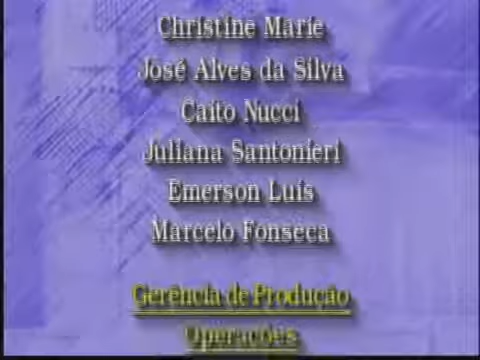 Christine Marie
José Alves da Silva
Caito Nucci
Juliana Santonieri
Emerson Luís
Marcelo Fonseca
Gerência de Produção
Operações